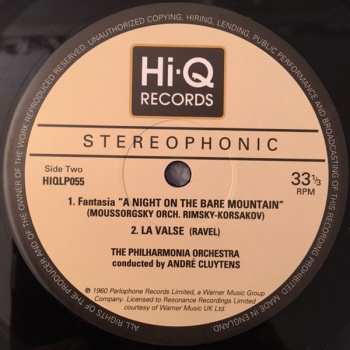 UNAUTHORIZED COPYING, HIRING, LENDING, PUBLIC PERFORMANCE AND BROADCASTING OF THIS RECORDING PROHIBITED
ALL RIGHTS OF THE PRODUCER AND OF THE OWNER OF THE WORK REPRODUCED RESERVED.
Hi·Q
RECORDS
STEREOPHONIC
Side Two
HIQLP055
33⅓
RPM
1. Fantasia "A NIGHT ON THE BARE MOUNTAIN"
(MOUSSORGSKY ORCH. RIMSKY-KORSAKOV)
2. LA VALSE (RAVEL)
THE PHILHARMONIA ORCHESTRA
conducted by ANDRÉ CLUYTENS
℗ 1960 Parlophone Records Limited, a Warner Music Group
Company. Licensed to Resonance Recordings Limited
courtesy of Warner Music UK Ltd.
MADE IN ENGLAND